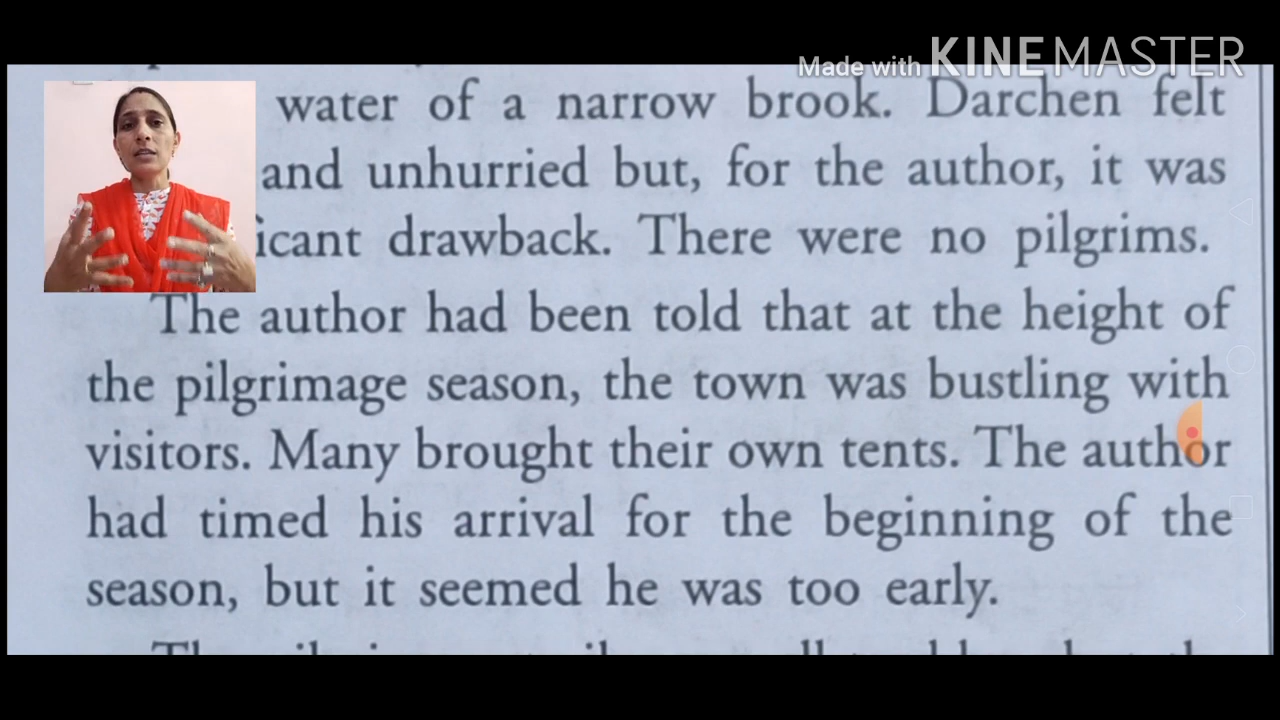 Made with KINEMASTER
water of a narrow brook. Darchen felt
and unhurried but, for the author, it was
icant drawback. There were no pilgrims.
The author had been told that at the height of
the pilgrimage season, the town was bustling with
visitors. Many brought their own tents. The author
had timed his arrival for the beginning of the
season, but it seemed he was too early.